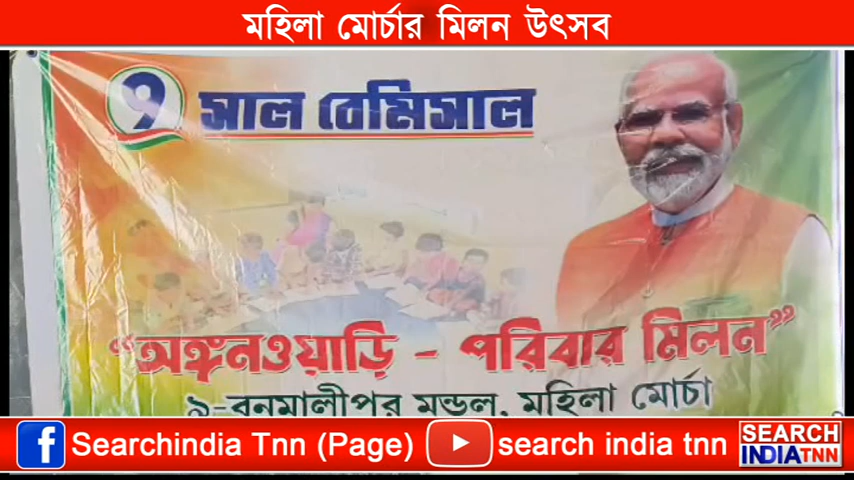 মহিলা মোর্চার মিলন উৎসব
৯ সাল বেমিসাল
“অঙ্গনওয়াড়ি - পরিবার মিলন”
৯-বনমালীপুর মন্ডল, মহিলা মোর্চা
Searchindia Tnn (Page) search india tnn
SEARCH
INDIATNN